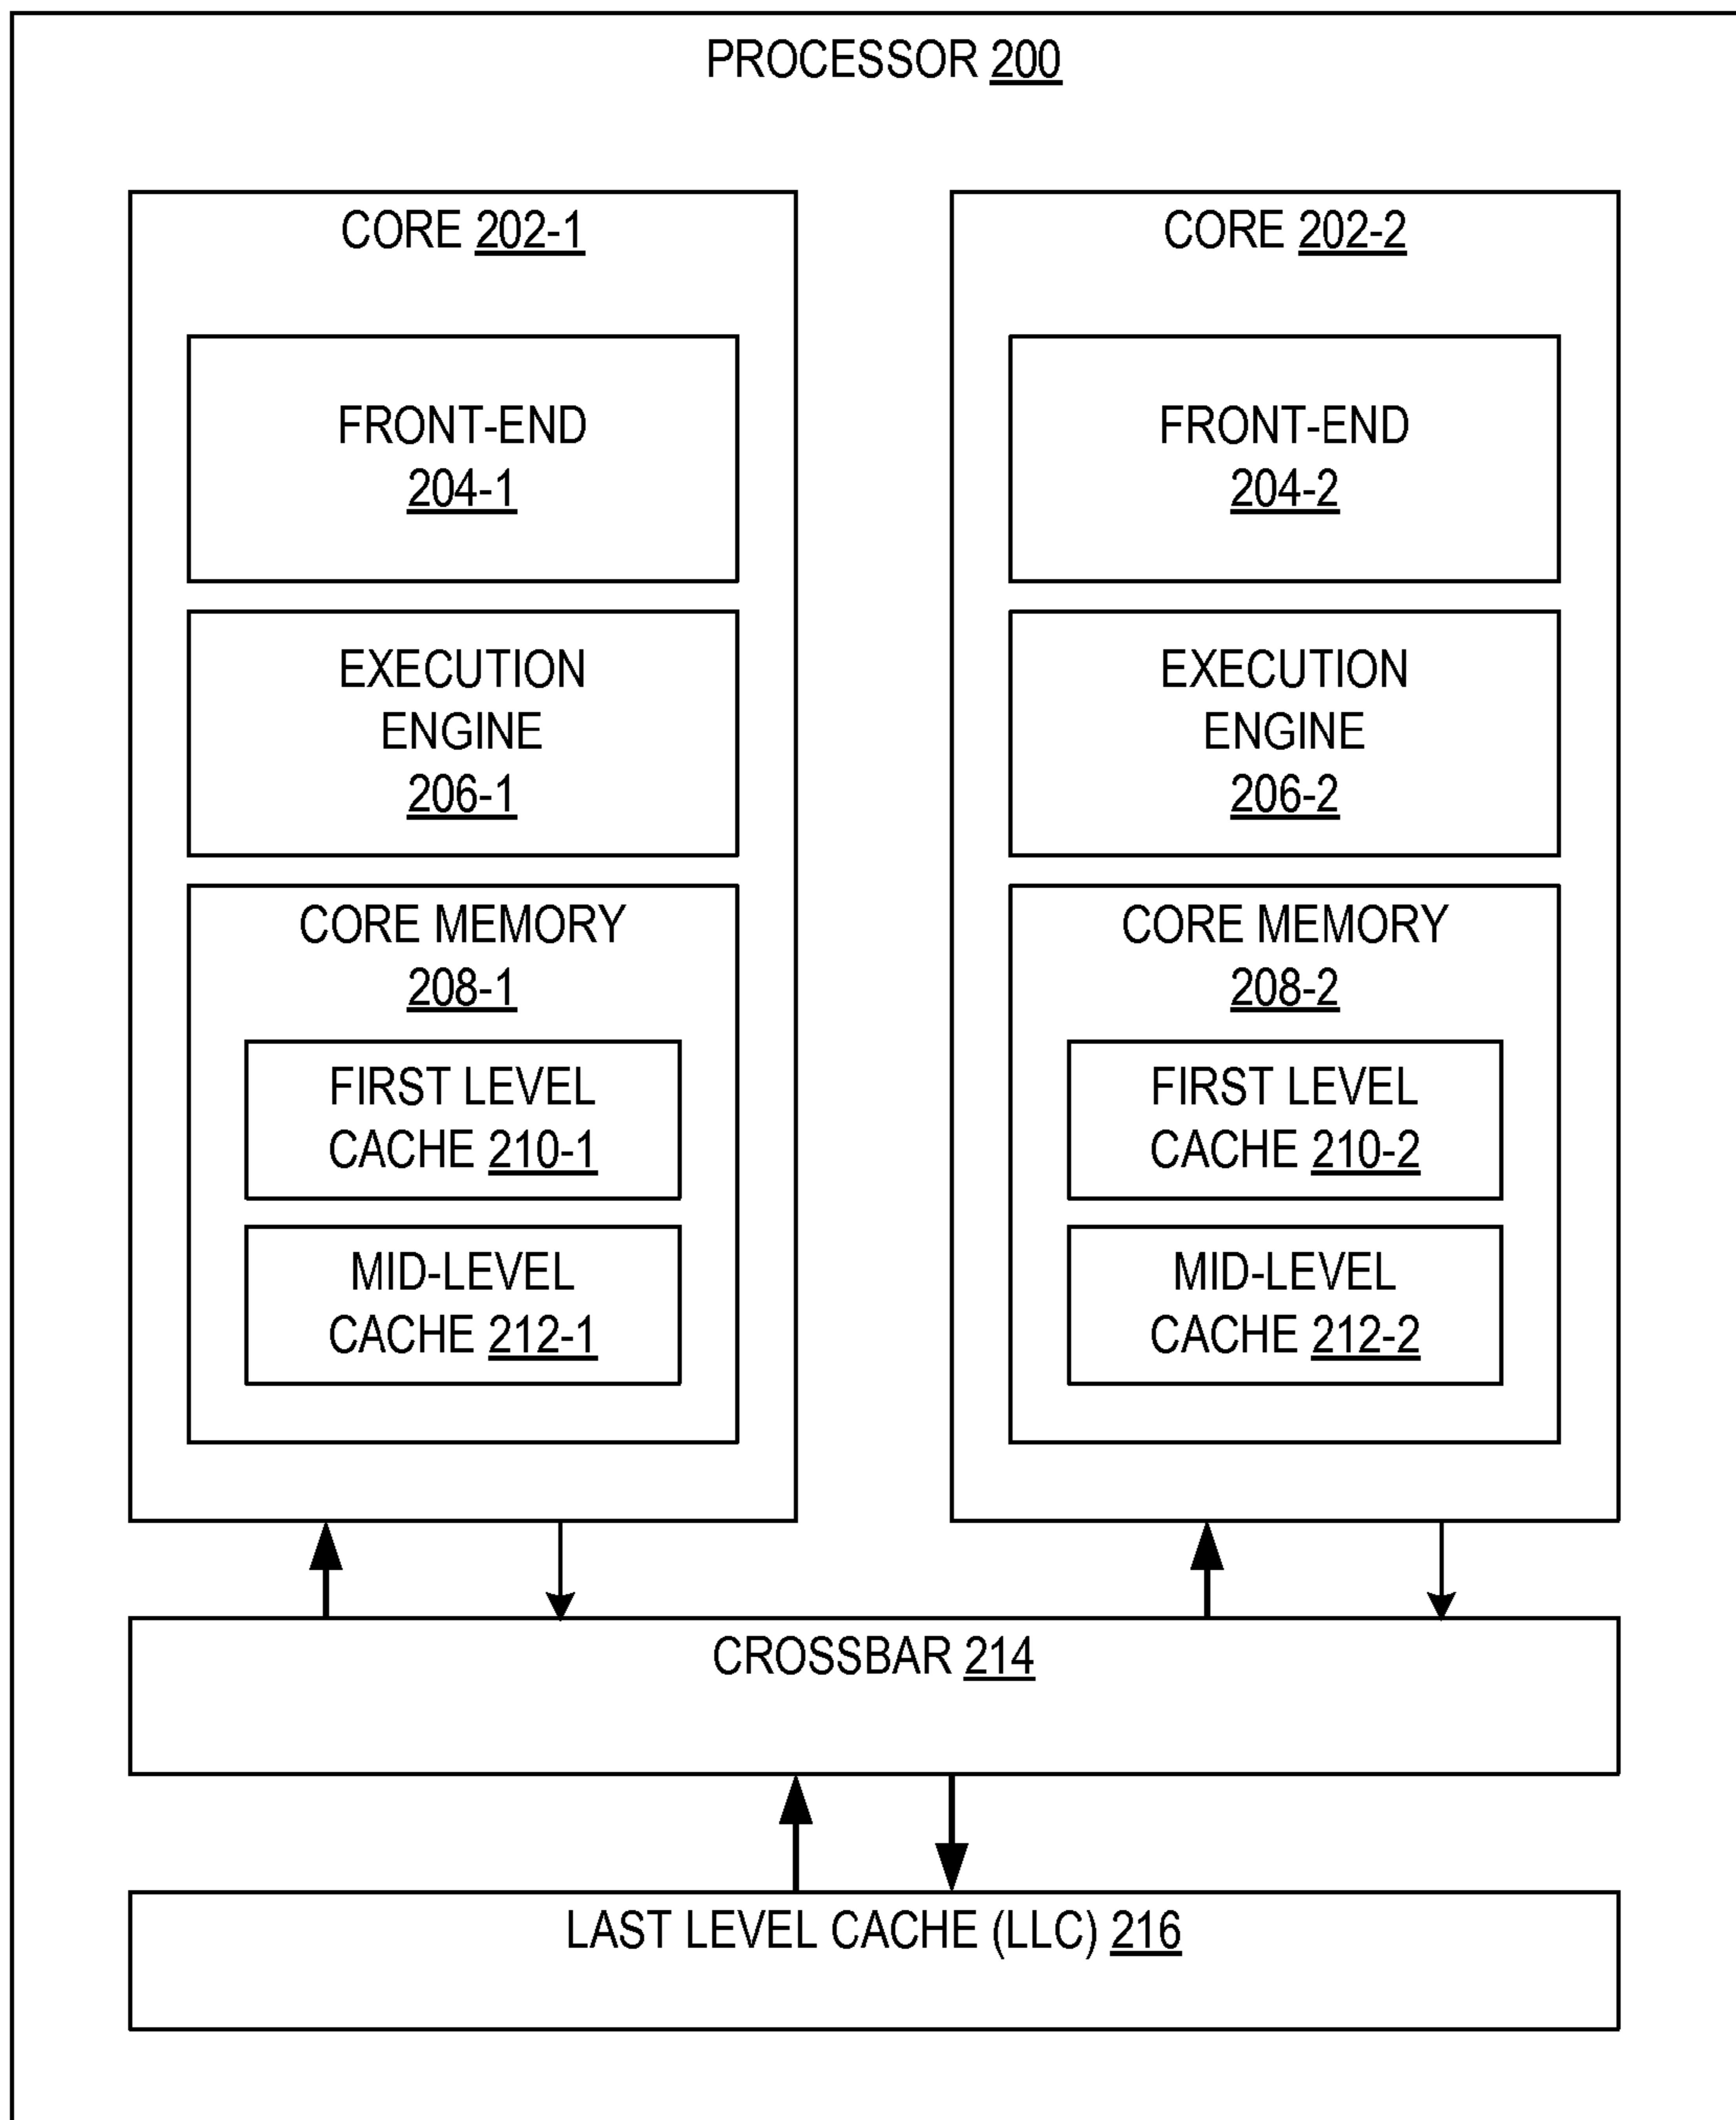 PROCESSOR 200
CORE 202-1
FRONT-END
204-1
EXECUTION
ENGINE
206-1
CORE MEMORY
208-1
FIRST LEVEL
CACHE 210-1
MID-LEVEL
CACHE 212-1
CORE 202-2
FRONT-END
204-2
EXECUTION
ENGINE
206-2
CORE MEMORY
208-2
FIRST LEVEL
CACHE 210-2
MID-LEVEL
CACHE 212-2
CROSSBAR 214
LAST LEVEL CACHE (LLC) 216